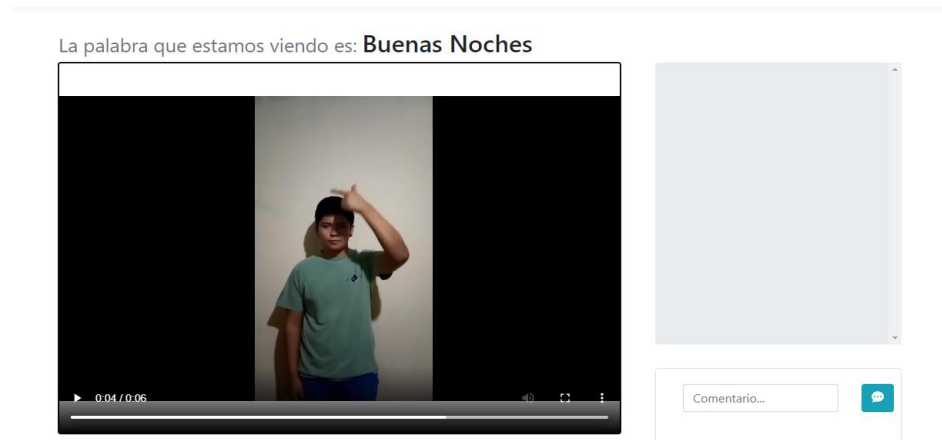 La palabra que estamos viendo es: Buenas Noches
0:04 / 0:06
Comentario...